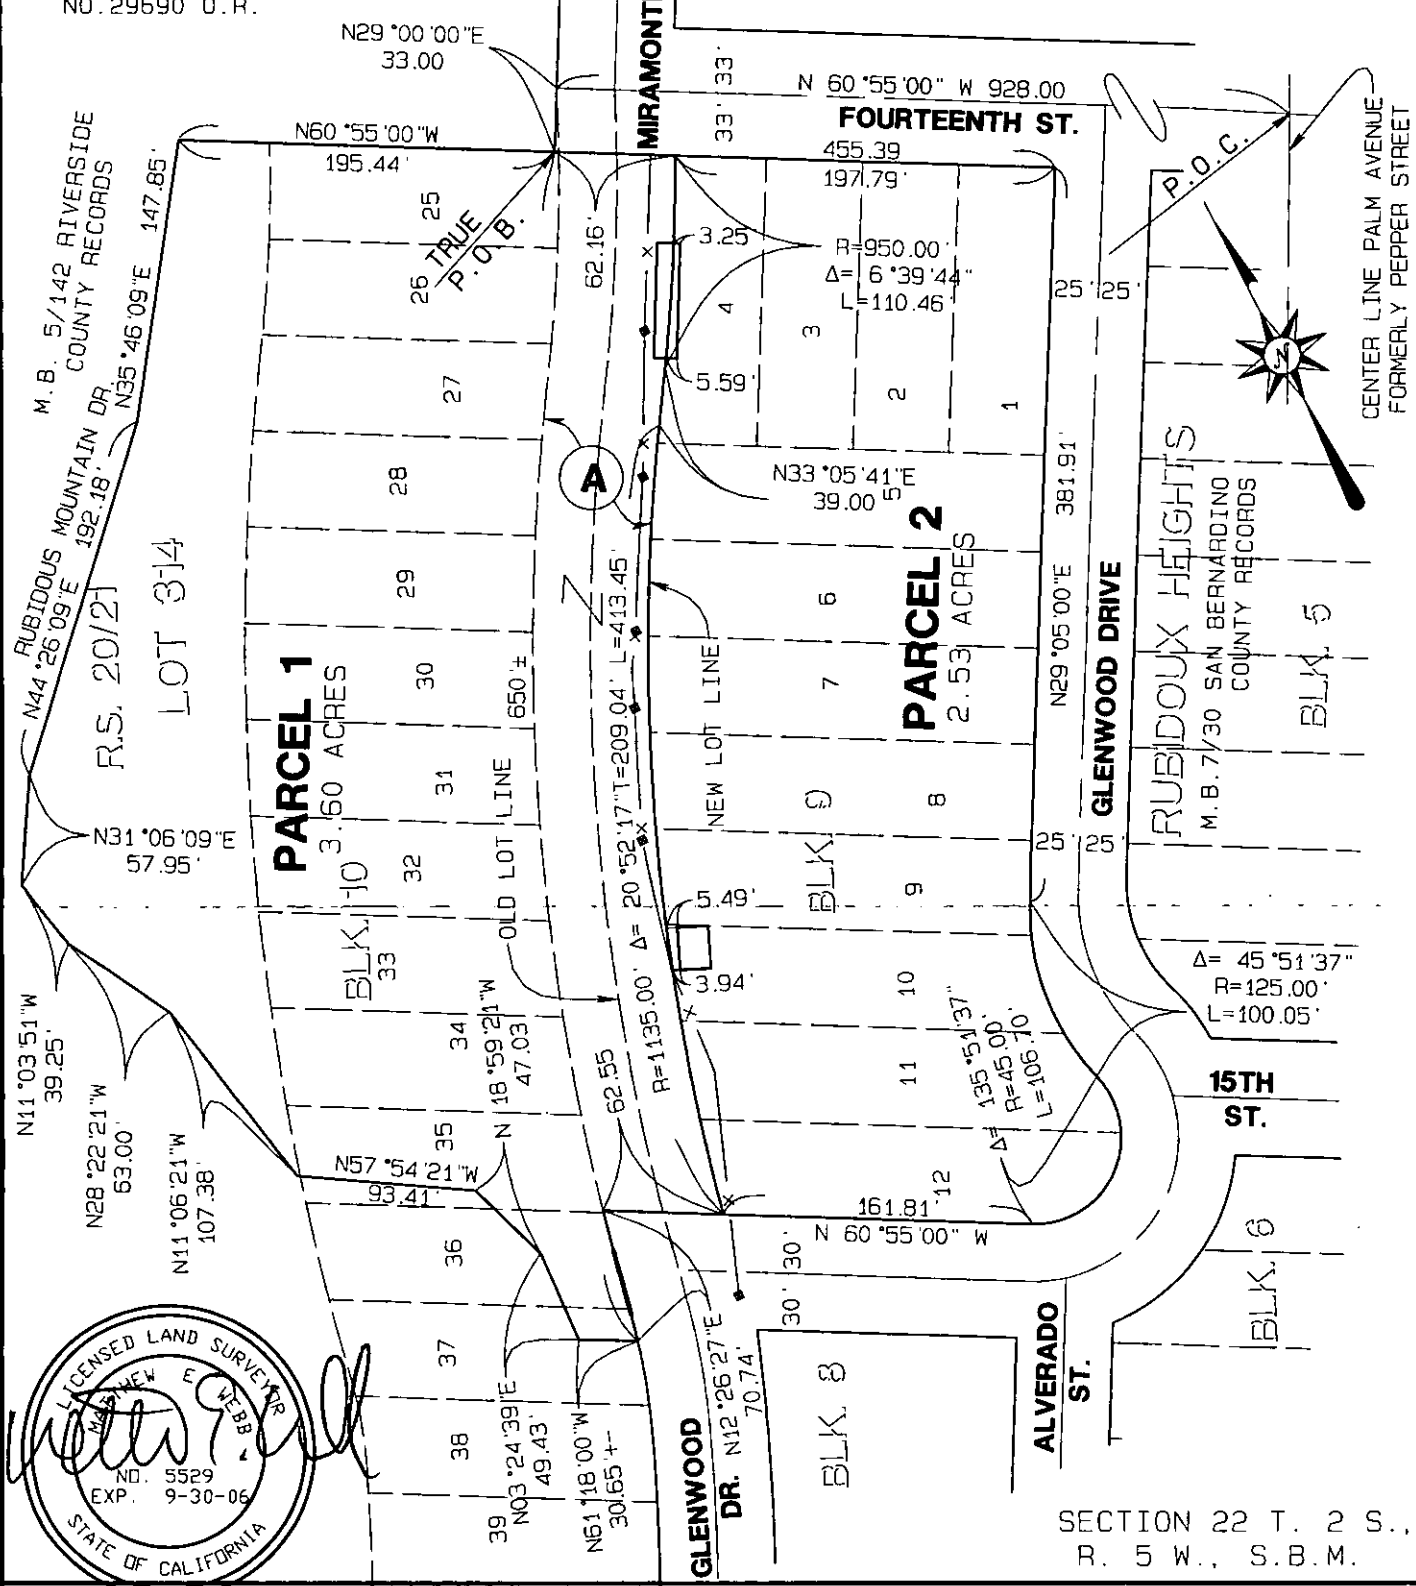 NO.29690 O.R.
N29°00'00"E
33.00
MIRAMONT
33' 33'
N 60°55'00" W 928.00
FOURTEENTH ST.
P.O.C.
CENTER LINE PALM AVENUE
FORMERLY PEPPER STREET
M.B. 5/142 RIVERSIDE
COUNTY RECORDS
N35°46'09"E 147.85'
N60°55'00"W
195.44'
455.39
197.79'
TRUE
P.O.B.
62.16'
3.25'
R=950.00'
Δ= 6°39'44"
L=110.46'
5.59'
25' 25'
N
25
26
27
28
29
30
31
32
33
34
35
36
37
38
39
4
3
2
1
RUBIDOUS MOUNTAIN DR.
N44°26'09"E 192.18'
R.S. 20/21
LOT 314
A
N33°05'41"E
39.00'
5
6
7
8
9
10
11
12
PARCEL 1
3.60 ACRES
PARCEL 2
2.53 ACRES
N29°05'00"E 381.91'
GLENWOOD DRIVE
RUBIDOUX HEIGHTS
M.B. 7/30 SAN BERNARDINO
COUNTY RECORDS
BLK. 5
650'±
OLD LOT LINE
NEW LOT LINE
R=1135.00' Δ= 20°52'17" T=209.04' L=413.45'
BLK. 10
BLK. 9
N31°06'09"E
57.95'
5.49'
3.94'
25' 25'
Δ= 45°51'37"
R=125.00'
L=100.05'
N11°03'51"W
39.25'
N28°22'21"W
63.00'
N11°06'21"W
107.38'
N 18°59'21"W
47.03'
62.55
Δ= 135°51'37"
R=45.00'
L=106.70'
15TH
ST.
N57°54'21"W
93.41'
161.81'
N 60°55'00" W
30' 30'
N03°24'39"E
49.43'
N61°18'00"W
30.65'+-
GLENWOOD
DR.
N12°26'27"E
70.74'
BLK. 8
ALVERADO
ST.
BLK. 6
LICENSED LAND SURVEYOR
MATTHEW E. WEBB
NO. 5529
EXP. 9-30-06
STATE OF CALIFORNIA
SECTION 22 T. 2 S.,
R. 5 W., S.B.M.